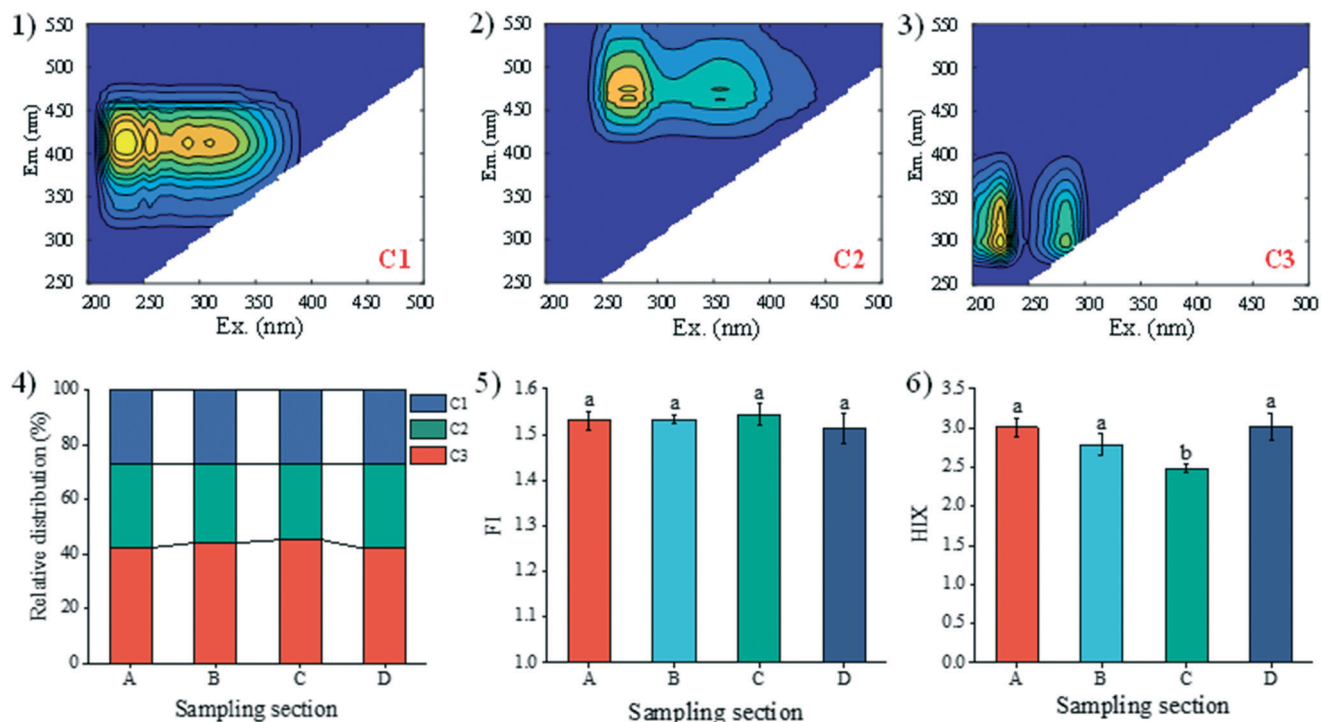 1)
550
500
450
400
350
300
250
Em. (nm)
C1
200 250 300 350 400 450 500
Ex. (nm)
2)
550
500
450
400
350
300
250
Em. (nm)
C2
200 250 300 350 400 450 500
Ex. (nm)
3)
550
500
450
400
350
300
250
Em. (nm)
C3
200 250 300 350 400 450 500
Ex. (nm)
4)
100
80
60
40
20
0
Relative distribution (%)
C1
C2
C3
A B C D
Sampling section
5)
1.6
1.5
1.4
1.3
1.2
1.1
1.0
FI
a a a a
A B C D
Sampling section
6)
3.5
3.0
2.5
2.0
1.5
1.0
0.5
0.0
HIX
a a b a
A B C D
Sampling section